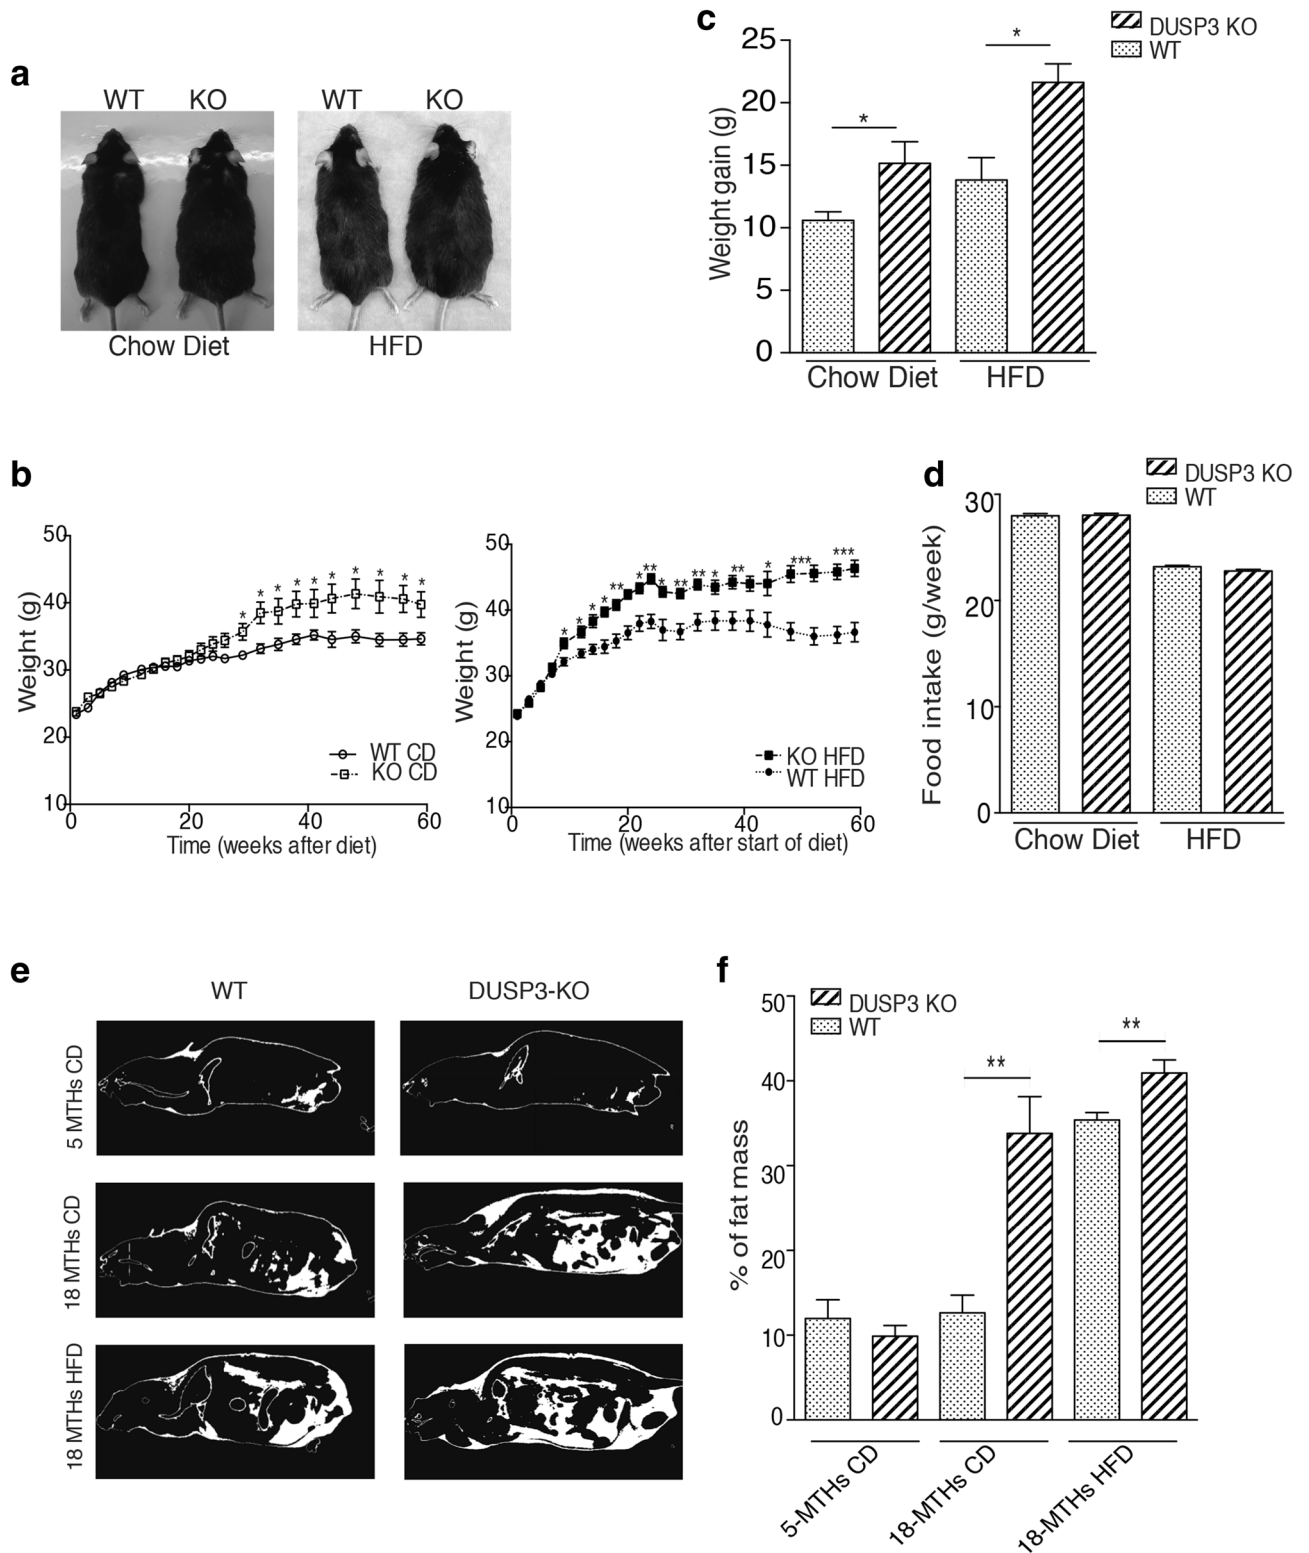 a
WT KO WT KO
Chow Diet HFD
c
DUSP3 KO
WT
Weight gain (g)
25
20
15
10
5
0
*
*
Chow Diet HFD
b
Weight (g)
50
40
30
20
10
* * * * * * * * *
WT CD
KO CD
0 20 40 60
Time (weeks after diet)
Weight (g)
50
40
30
20
10
* * * * ** * ** * ** ** * ** * *** ***
KO HFD
WT HFD
0 20 40 60
Time (weeks after start of diet)
d
DUSP3 KO
WT
Food intake (g/week)
30
20
10
0
Chow Diet HFD
e
WT DUSP3-KO
5 MTHs CD
18 MTHs CD
18 MTHs HFD
f
DUSP3 KO
WT
% of fat mass
50
40
30
20
10
0
**
**
5-MTHs CD
18-MTHs CD
18-MTHs HFD